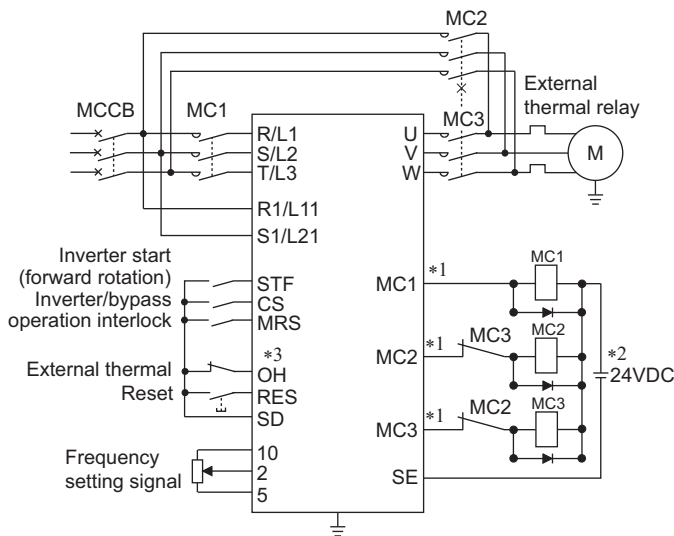 MC2
External
thermal relay
MCCB
MC1
MC3
R/L1
S/L2
T/L3
R1/L11
S1/L21
U
V
W
M
Inverter start
(forward rotation)
Inverter/bypass
operation interlock
STF
CS
MRS
External thermal
Reset
*3
OH
RES
SD
Frequency
setting signal
10
2
5
MC1
*1
MC1
MC2
*1
MC3
MC2
*2
24VDC
MC3
*1
MC2
MC3
SE